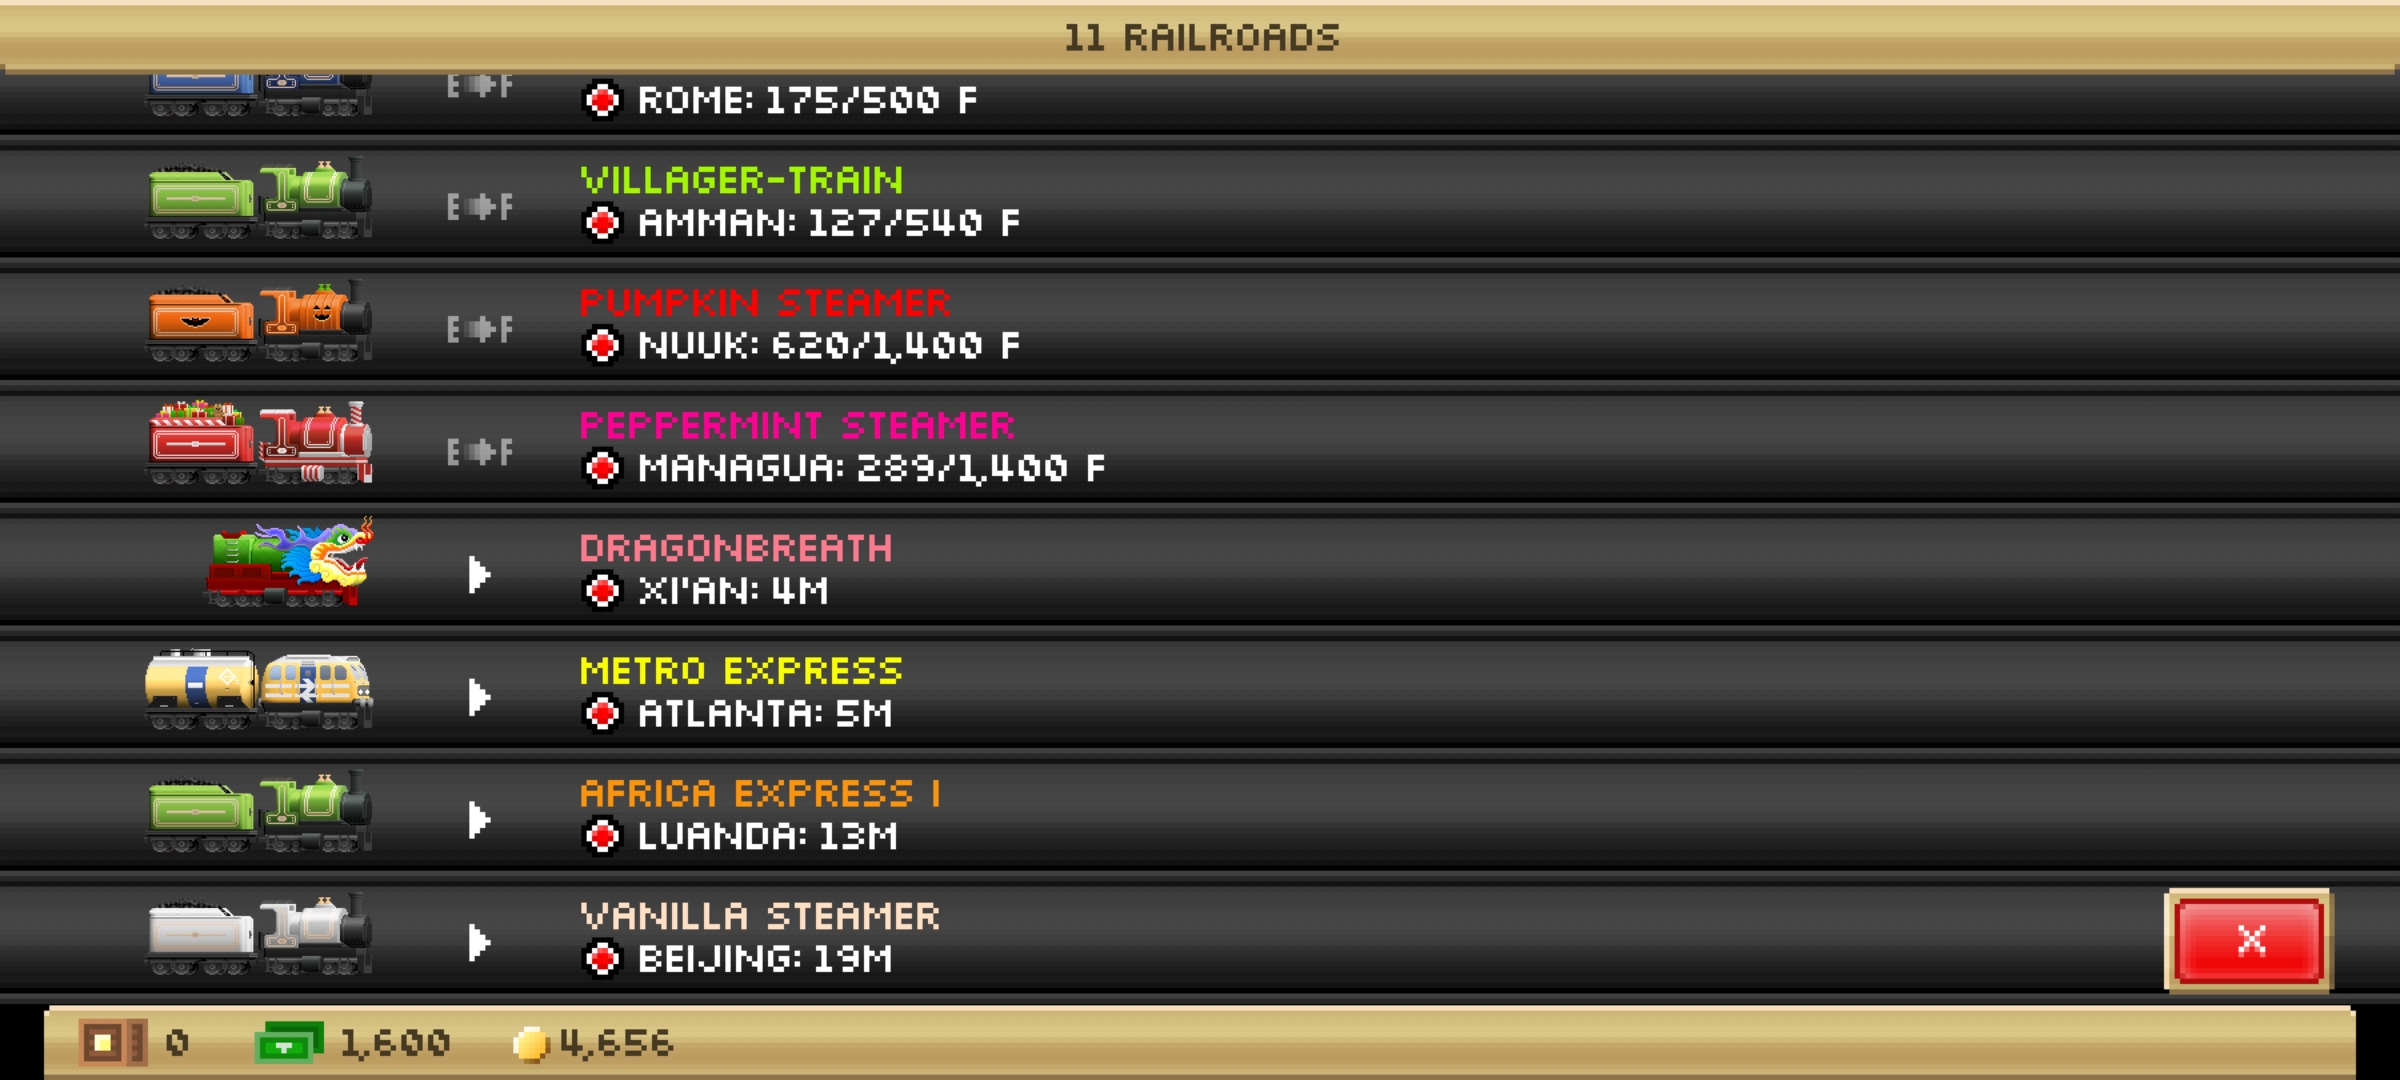 11 RAILROADS
E F
ROME: 175/500 F
VILLAGER-TRAIN
E F
AMMAN: 127/540 F
PUMPKIN STEAMER
E F
NUUK: 620/1,400 F
PEPPERMINT STEAMER
E F
MANAGUA: 289/1,400 F
DRAGONBREATH
XI'AN: 4M
METRO EXPRESS
ATLANTA: 5M
AFRICA EXPRESS I
LUANDA: 13M
VANILLA STEAMER
BEIJING: 19M
X
0 1,600 4,656